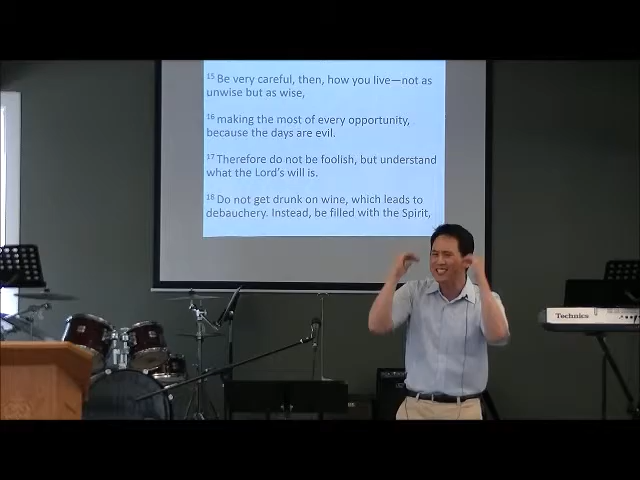 15 Be very careful, then, how you live—not as
unwise but as wise,
16 making the most of every opportunity,
because the days are evil.
17 Therefore do not be foolish, but understand
what the Lord's will is.
18 Do not get drunk on wine, which leads to
debauchery. Instead, be filled with the Spirit,
Technics